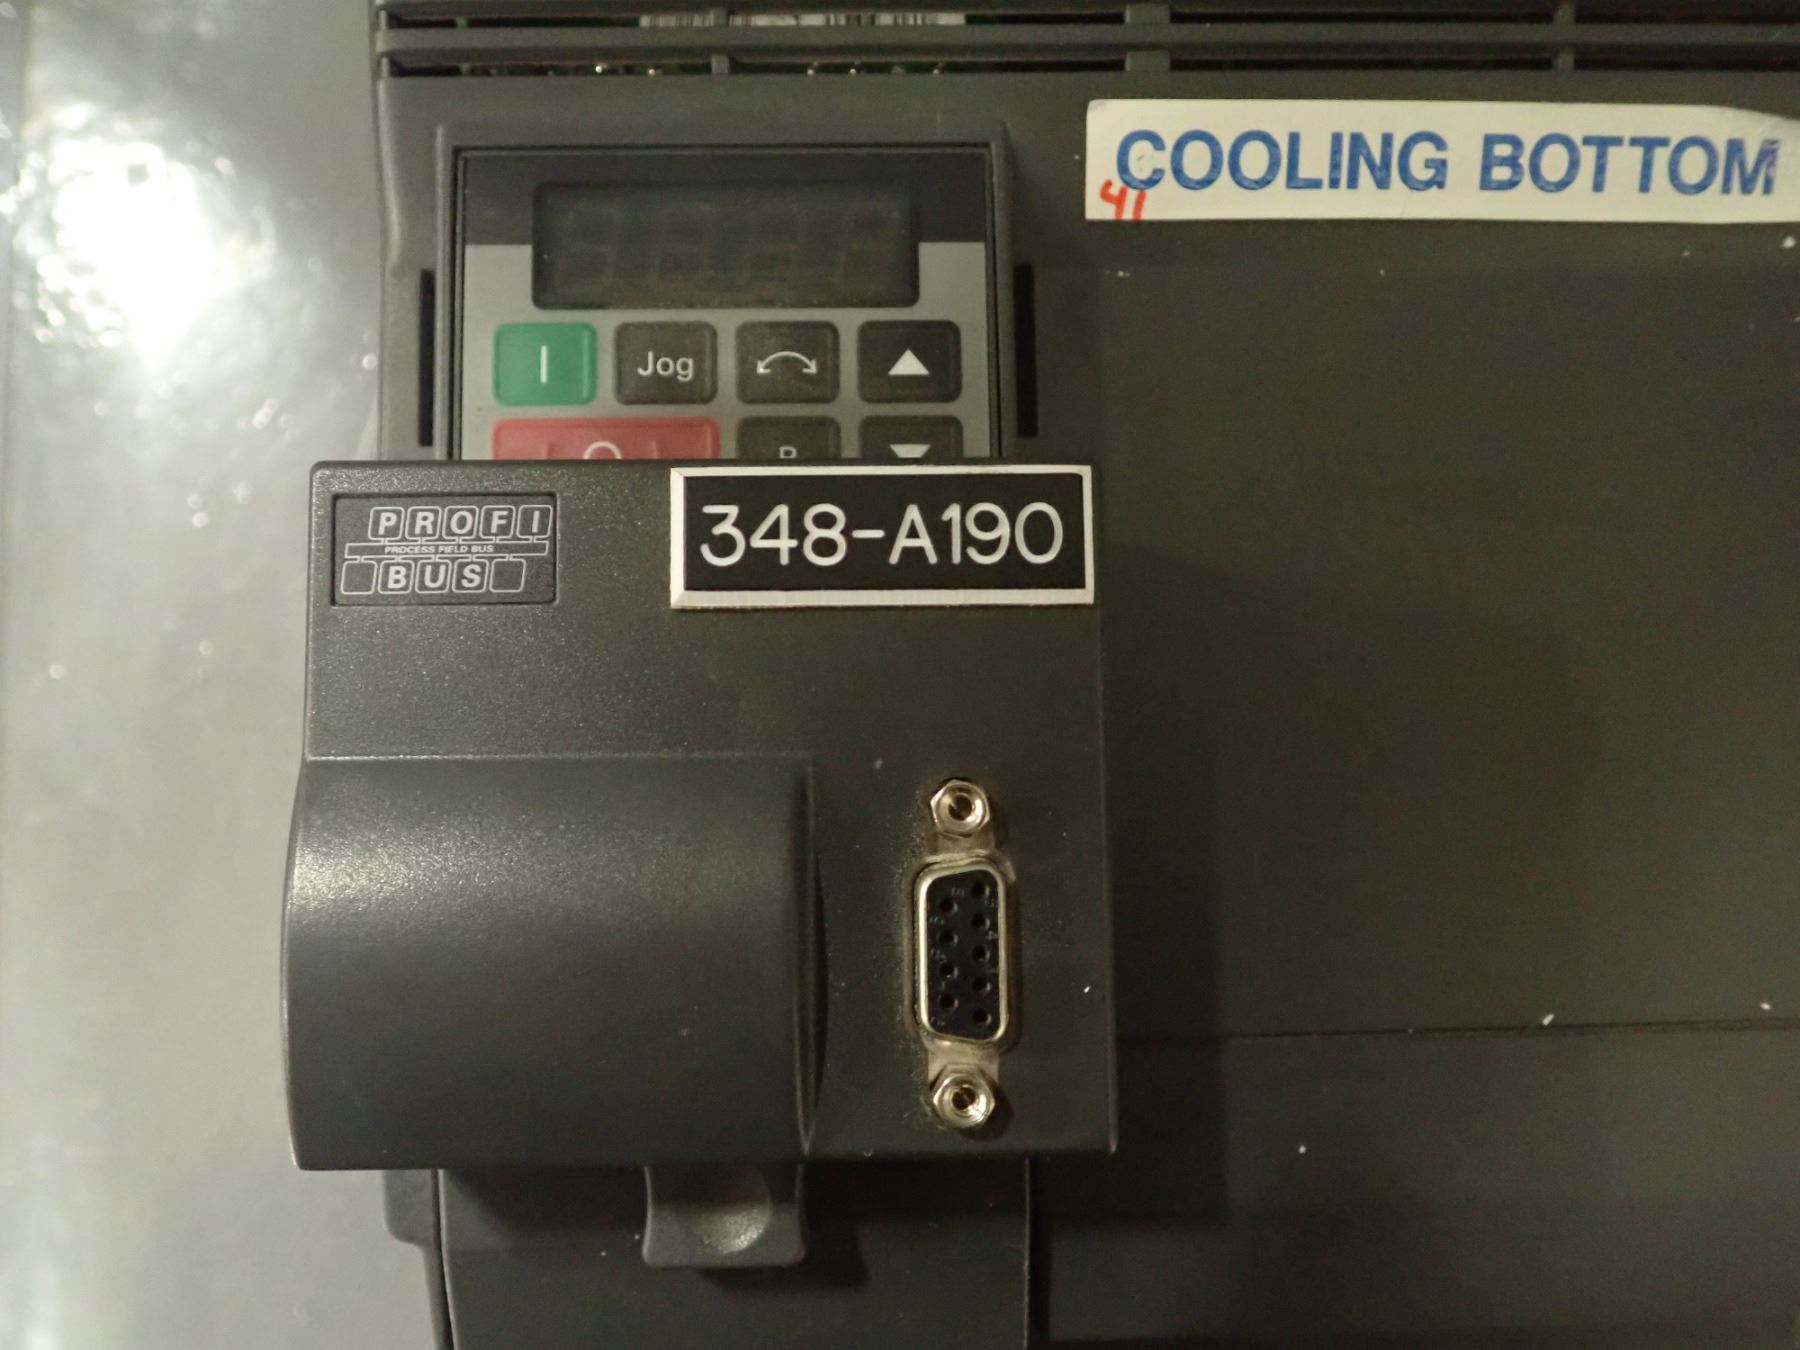 COOLING BOTTOM
41
I
Jog
O
P
PROFI
PROCESS FIELD BUS
BUS
348-A190